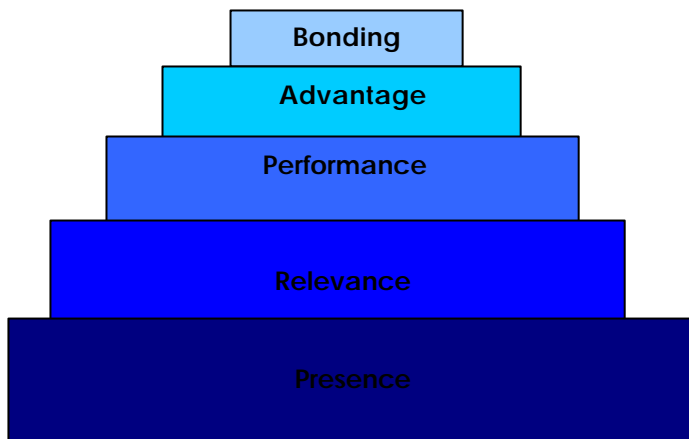 Bonding
Advantage
Performance
Relevance
Presence